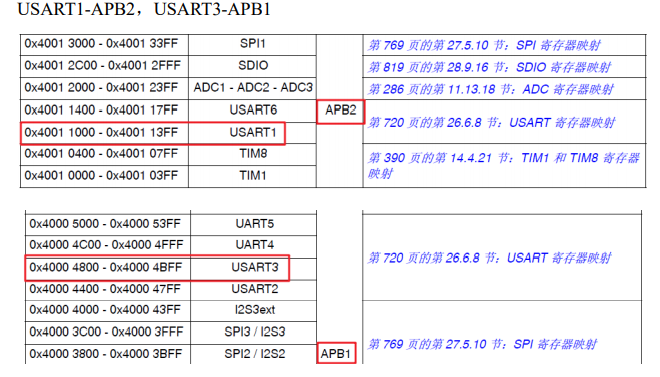 USART1-APB2，USART3-APB1
0x4001 3000 - 0x4001 33FF SPI1 第 769 页的第 27.5.10 节：SPI 寄存器映射
0x4001 2C00 - 0x4001 2FFF SDIO 第 819 页的第 28.9.16 节：SDIO 寄存器映射
0x4001 2000 - 0x4001 23FF ADC1 - ADC2 - ADC3 第 286 页的第 11.13.18 节：ADC 寄存器映射
0x4001 1400 - 0x4001 17FF USART6 APB2
第 720 页的第 26.6.8 节：USART 寄存器映射
0x4001 1000 - 0x4001 13FF USART1
0x4001 0400 - 0x4001 07FF TIM8 第 390 页的第 14.4.21 节：TIM1 和 TIM8 寄存器
映射
0x4001 0000 - 0x4001 03FF TIM1
0x4000 5000 - 0x4000 53FF UART5
0x4000 4C00 - 0x4000 4FFF UART4
第 720 页的第 26.6.8 节：USART 寄存器映射
0x4000 4800 - 0x4000 4BFF USART3
0x4000 4400 - 0x4000 47FF USART2
0x4000 4000 - 0x4000 43FF I2S3ext
0x4000 3C00 - 0x4000 3FFF SPI3 / I2S3
第 769 页的第 27.5.10 节：SPI 寄存器映射
0x4000 3800 - 0x4000 3BFF SPI2 / I2S2 APB1